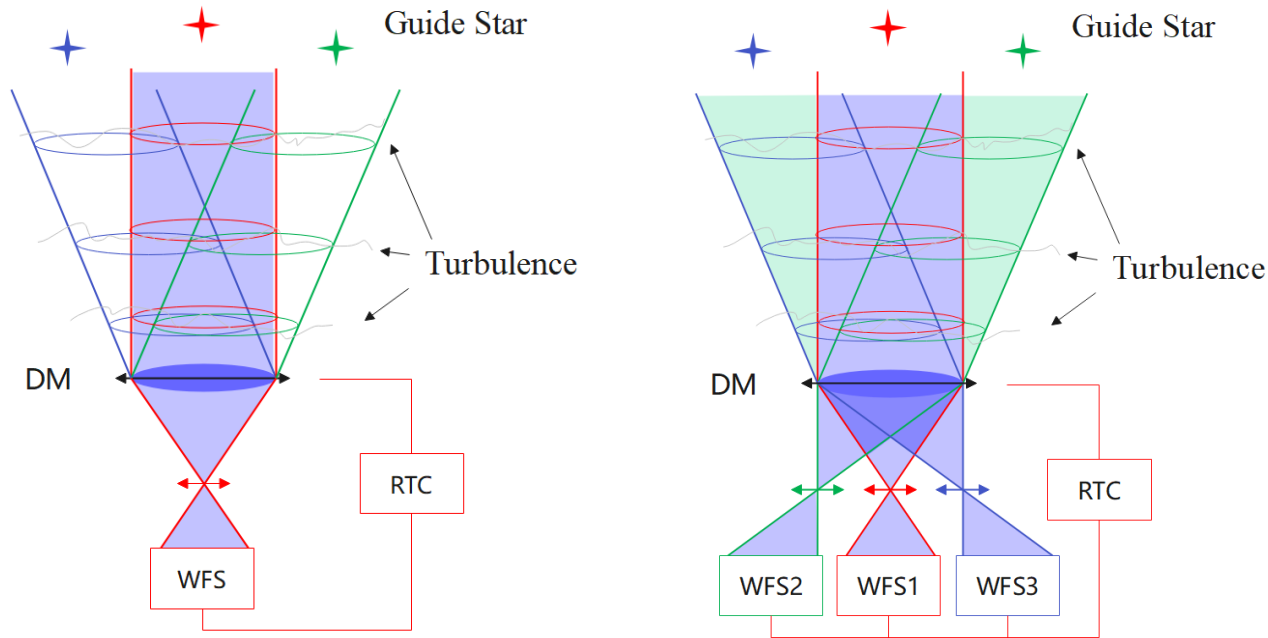 Guide Star
Turbulence
DM
RTC
WFS
Guide Star
Turbulence
DM
RTC
WFS2
WFS1
WFS3